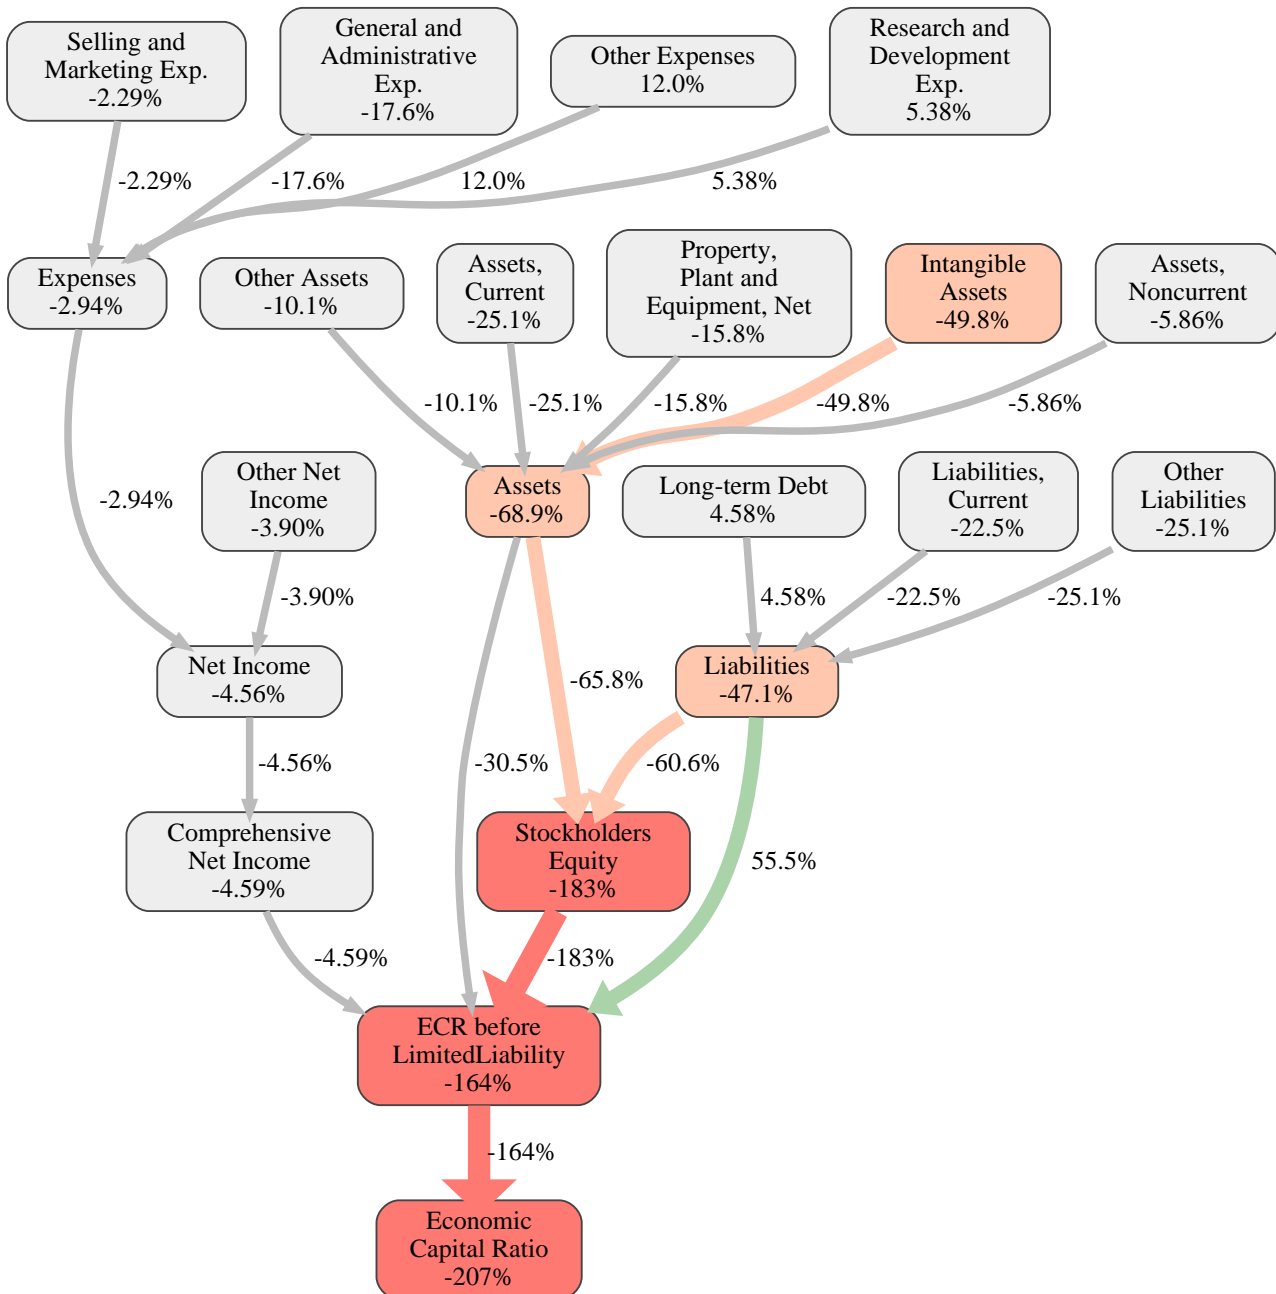 Selling and
Marketing Exp.
-2.29%
General and
Administrative
Exp.
-17.6%
Other Expenses
12.0%
Research and
Development
Exp.
5.38%
-2.29%
-17.6%
12.0%
5.38%
Expenses
-2.94%
Other Assets
-10.1%
Assets,
Current
-25.1%
Property,
Plant and
Equipment, Net
-15.8%
Intangible
Assets
-49.8%
Assets,
Noncurrent
-5.86%
-10.1%
-25.1%
-15.8%
-49.8%
-5.86%
-2.94%
Other Net
Income
-3.90%
Assets
-68.9%
Long-term Debt
4.58%
Liabilities,
Current
-22.5%
Other
Liabilities
-25.1%
-3.90%
4.58%
-22.5%
-25.1%
Net Income
-4.56%
-65.8%
Liabilities
-47.1%
-4.56%
-30.5%
-60.6%
55.5%
Comprehensive
Net Income
-4.59%
Stockholders
Equity
-183%
-4.59%
-183%
ECR before
LimitedLiability
-164%
-164%
Economic
Capital Ratio
-207%